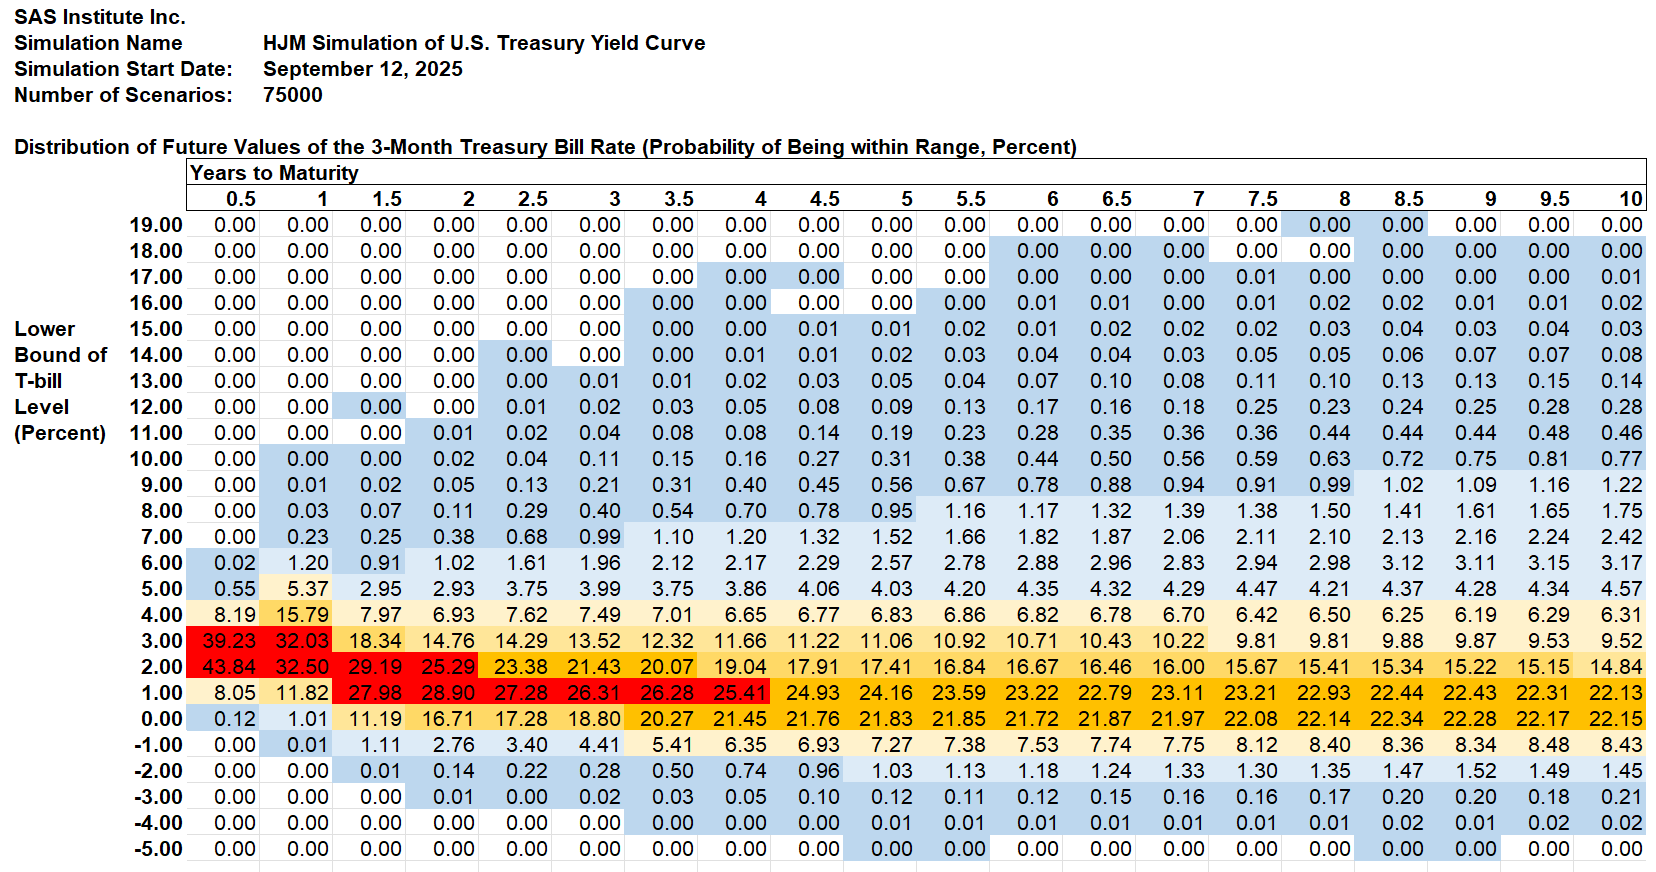 SAS Institute Inc.
Simulation Name HJM Simulation of U.S. Treasury Yield Curve
Simulation Start Date: September 12, 2025
Number of Scenarios: 75000
Distribution of Future Values of the 3-Month Treasury Bill Rate (Probability of Being within Range, Percent)
Years to Maturity
0.5 1 1.5 2 2.5 3 3.5 4 4.5 5 5.5 6 6.5 7 7.5 8 8.5 9 9.5 10
19.00 0.00 0.00 0.00 0.00 0.00 0.00 0.00 0.00 0.00 0.00 0.00 0.00 0.00 0.00 0.00 0.00 0.00 0.00 0.00 0.00
18.00 0.00 0.00 0.00 0.00 0.00 0.00 0.00 0.00 0.00 0.00 0.00 0.00 0.00 0.00 0.00 0.00 0.00 0.00 0.00 0.00
17.00 0.00 0.00 0.00 0.00 0.00 0.00 0.00 0.00 0.00 0.00 0.00 0.00 0.00 0.00 0.01 0.00 0.00 0.00 0.00 0.01
16.00 0.00 0.00 0.00 0.00 0.00 0.00 0.00 0.00 0.00 0.00 0.00 0.01 0.01 0.00 0.01 0.02 0.02 0.01 0.01 0.02
Lower 15.00 0.00 0.00 0.00 0.00 0.00 0.00 0.00 0.00 0.01 0.01 0.02 0.01 0.02 0.02 0.02 0.03 0.04 0.03 0.04 0.03
Bound of 14.00 0.00 0.00 0.00 0.00 0.00 0.00 0.00 0.01 0.01 0.02 0.03 0.04 0.04 0.03 0.05 0.05 0.06 0.07 0.07 0.08
T-bill 13.00 0.00 0.00 0.00 0.00 0.00 0.01 0.01 0.02 0.03 0.05 0.04 0.07 0.10 0.08 0.11 0.10 0.13 0.13 0.15 0.14
Level 12.00 0.00 0.00 0.00 0.00 0.01 0.02 0.03 0.05 0.08 0.09 0.13 0.17 0.16 0.18 0.25 0.23 0.24 0.25 0.28 0.28
(Percent) 11.00 0.00 0.00 0.00 0.01 0.02 0.04 0.08 0.08 0.14 0.19 0.23 0.28 0.35 0.36 0.36 0.44 0.44 0.44 0.48 0.46
10.00 0.00 0.00 0.00 0.02 0.04 0.11 0.15 0.16 0.27 0.31 0.38 0.44 0.50 0.56 0.59 0.63 0.72 0.75 0.81 0.77
9.00 0.00 0.01 0.02 0.05 0.13 0.21 0.31 0.40 0.45 0.56 0.67 0.78 0.88 0.94 0.91 0.99 1.02 1.09 1.16 1.22
8.00 0.00 0.03 0.07 0.11 0.29 0.40 0.54 0.70 0.78 0.95 1.16 1.17 1.32 1.39 1.38 1.50 1.41 1.61 1.65 1.75
7.00 0.00 0.23 0.25 0.38 0.68 0.99 1.10 1.20 1.32 1.52 1.66 1.82 1.87 2.06 2.11 2.10 2.13 2.16 2.24 2.42
6.00 0.02 1.20 0.91 1.02 1.61 1.96 2.12 2.17 2.29 2.57 2.78 2.88 2.96 2.83 2.94 2.98 3.12 3.11 3.15 3.17
5.00 0.55 5.37 2.95 2.93 3.75 3.99 3.75 3.86 4.06 4.03 4.20 4.35 4.32 4.29 4.47 4.21 4.37 4.28 4.34 4.57
4.00 8.19 15.79 7.97 6.93 7.62 7.49 7.01 6.65 6.77 6.83 6.86 6.82 6.78 6.70 6.42 6.50 6.25 6.19 6.29 6.31
3.00 39.23 32.03 18.34 14.76 14.29 13.52 12.32 11.66 11.22 11.06 10.92 10.71 10.43 10.22 9.81 9.81 9.88 9.87 9.53 9.52
2.00 43.84 32.50 29.19 25.29 23.38 21.43 20.07 19.04 17.91 17.41 16.84 16.67 16.46 16.00 15.67 15.41 15.34 15.22 15.15 14.84
1.00 8.05 11.82 27.98 28.90 27.28 26.31 26.28 25.41 24.93 24.16 23.59 23.22 22.79 23.11 23.21 22.93 22.44 22.43 22.31 22.13
0.00 0.12 1.01 11.19 16.71 17.28 18.80 20.27 21.45 21.76 21.83 21.85 21.72 21.87 21.97 22.08 22.14 22.34 22.28 22.17 22.15
-1.00 0.00 0.01 1.11 2.76 3.40 4.41 5.41 6.35 6.93 7.27 7.38 7.53 7.74 7.75 8.12 8.40 8.36 8.34 8.48 8.43
-2.00 0.00 0.00 0.01 0.14 0.22 0.28 0.50 0.74 0.96 1.03 1.13 1.18 1.24 1.33 1.30 1.35 1.47 1.52 1.49 1.45
-3.00 0.00 0.00 0.00 0.01 0.00 0.02 0.03 0.05 0.10 0.12 0.11 0.12 0.15 0.16 0.16 0.17 0.20 0.20 0.18 0.21
-4.00 0.00 0.00 0.00 0.00 0.00 0.00 0.00 0.00 0.00 0.01 0.01 0.01 0.01 0.01 0.01 0.01 0.02 0.01 0.02 0.02
-5.00 0.00 0.00 0.00 0.00 0.00 0.00 0.00 0.00 0.00 0.00 0.00 0.00 0.00 0.00 0.00 0.00 0.00 0.00 0.00 0.00